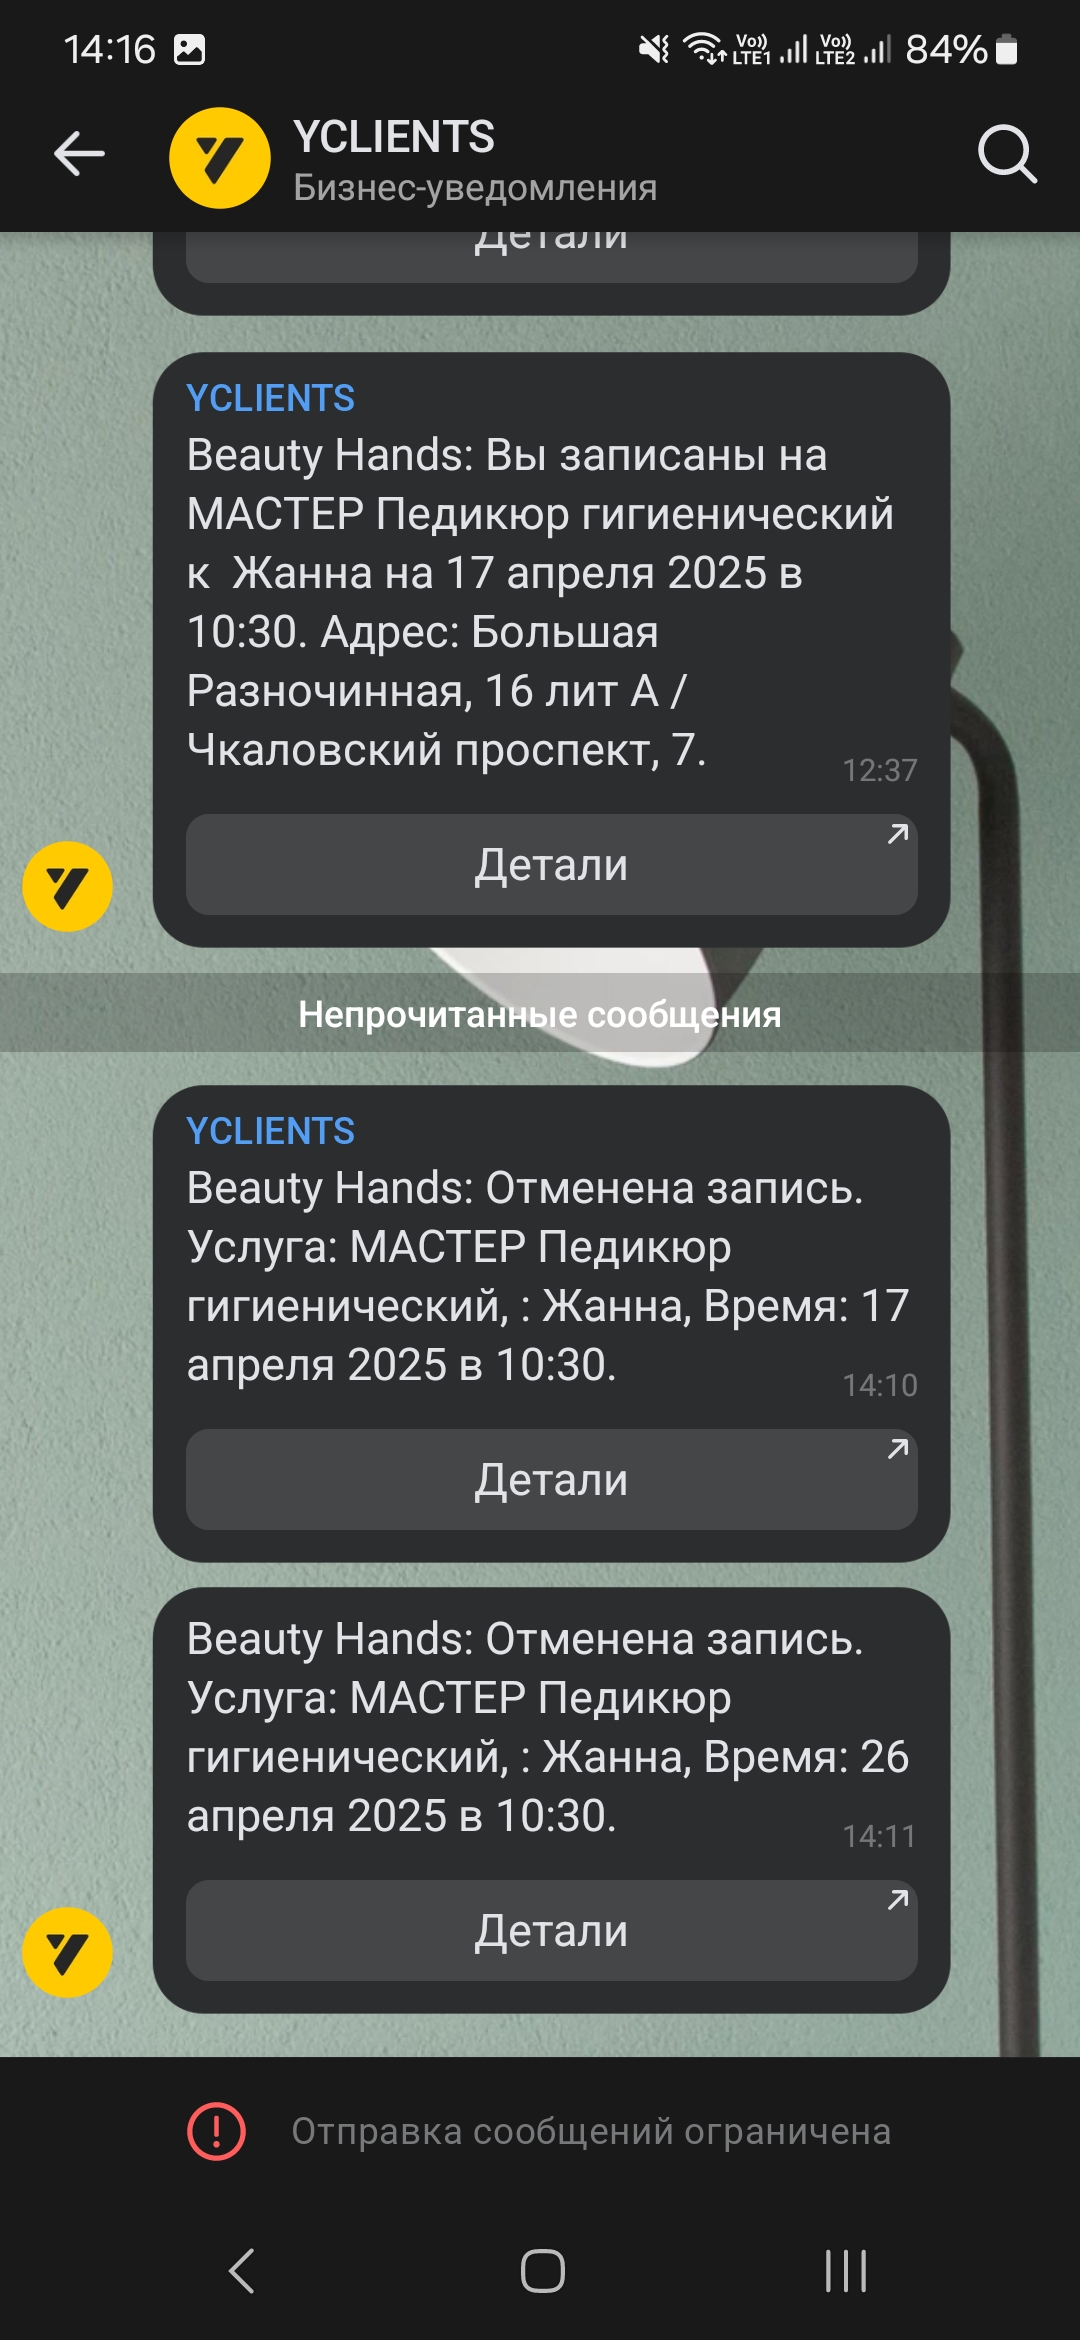 14:16
Vo)) LTE1 Vo)) LTE2 84%
YCLIENTS
Бизнес-уведомления
Детали
YCLIENTS
Beauty Hands: Вы записаны на
МАСТЕР Педикюр гигиенический
к  Жанна на 17 апреля 2025 в
10:30. Адрес: Большая
Разночинная, 16 лит А /
Чкаловский проспект, 7.
12:37
Детали
Непрочитанные сообщения
YCLIENTS
Beauty Hands: Отменена запись.
Услуга: МАСТЕР Педикюр
гигиенический, : Жанна, Время: 17
апреля 2025 в 10:30.
14:10
Детали
Beauty Hands: Отменена запись.
Услуга: МАСТЕР Педикюр
гигиенический, : Жанна, Время: 26
апреля 2025 в 10:30.
14:11
Детали
Отправка сообщений ограничена